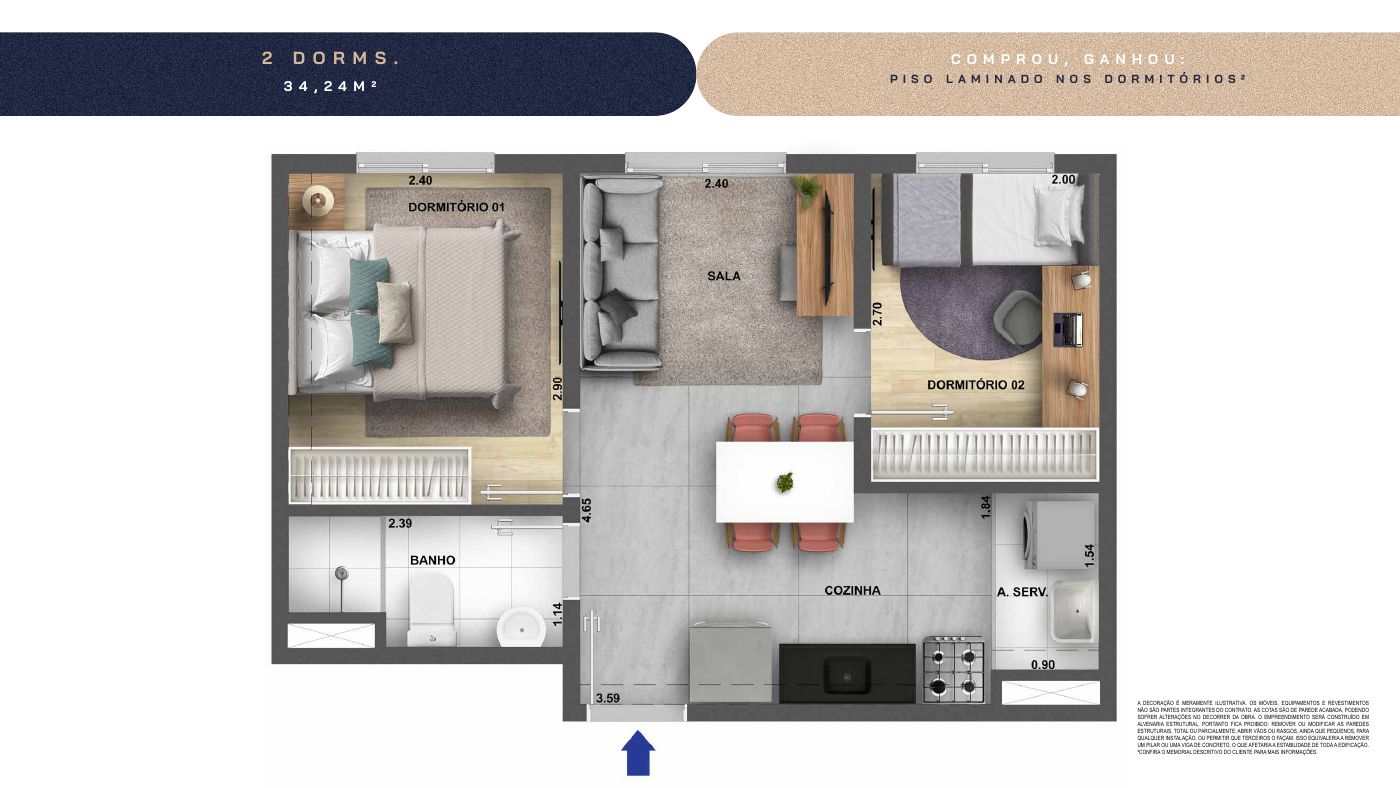 2 DORMS.
34,24M²
COMPROU, GANHOU:
PISO LAMINADO NOS DORMITÓRIOS²
2.40
DORMITÓRIO 01
2.90
2.40
SALA
2.00
2.70
DORMITÓRIO 02
2.39
BANHO
1.14
4.65
3.59
COZINHA
1.84
1.54
A. SERV.
0.90
A DECORAÇÃO É MERAMENTE ILUSTRATIVA. OS MÓVEIS, EQUIPAMENTOS E REVESTIMENTOS
NÃO SÃO PARTES INTEGRANTES DO CONTRATO. AS COTAS SÃO DE PAREDE ACABADA, PODENDO
SOFRER ALTERAÇÕES NO DECORRER DA OBRA. O EMPREENDIMENTO SERÁ CONSTRUÍDO EM
ALVENARIA ESTRUTURAL. PORTANTO FICA PROIBIDO: REMOVER OU MODIFICAR AS PAREDES
ESTRUTURAIS, TOTAL OU PARCIALMENTE; ABRIR VÃOS OU RASGOS, AINDA QUE PEQUENOS, PARA
QUALQUER INSTALAÇÃO, OU PERMITIR QUE TERCEIROS O FAÇAM. ISSO EQUIVALERIA A REMOVER
UM PILAR OU UMA VIGA DE CONCRETO, O QUE AFETARIA A ESTABILIDADE DE TODA A EDIFICAÇÃO.
²CONFIRA O MEMORIAL DESCRITIVO DO CLIENTE PARA MAIS INFORMAÇÕES.